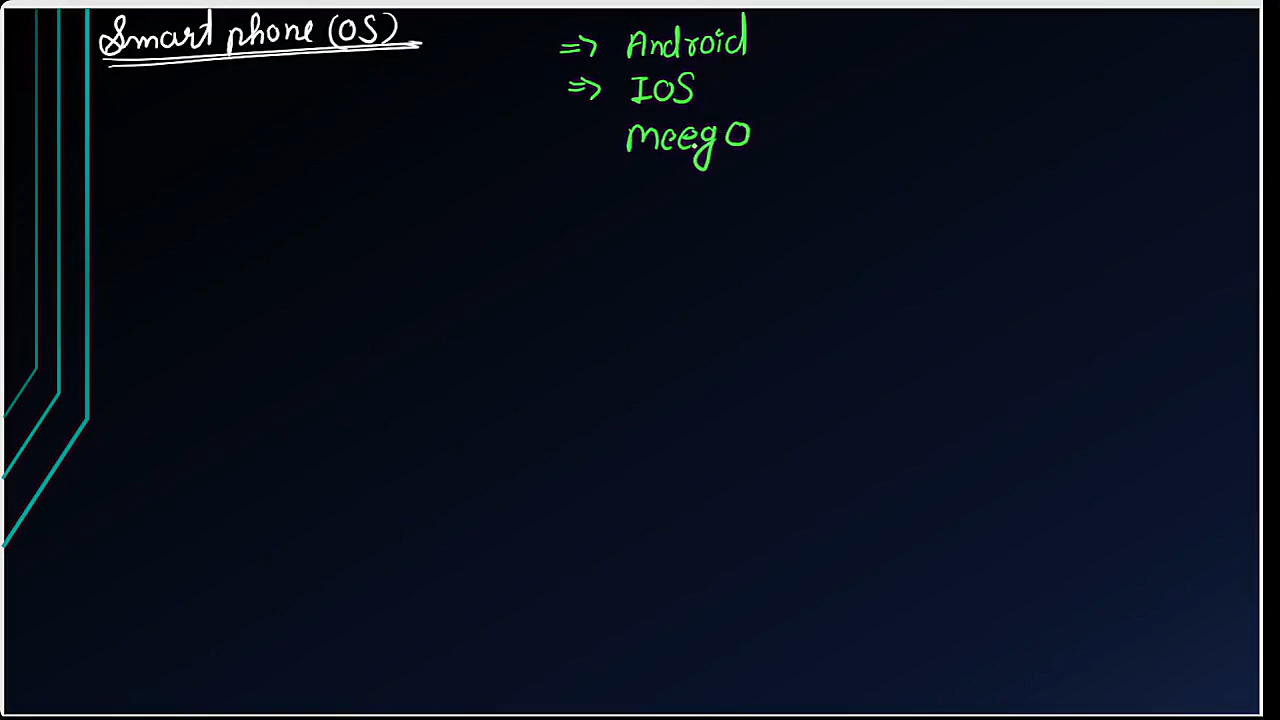 Smart phone (OS)
=> Android
=> IOS
MeegO